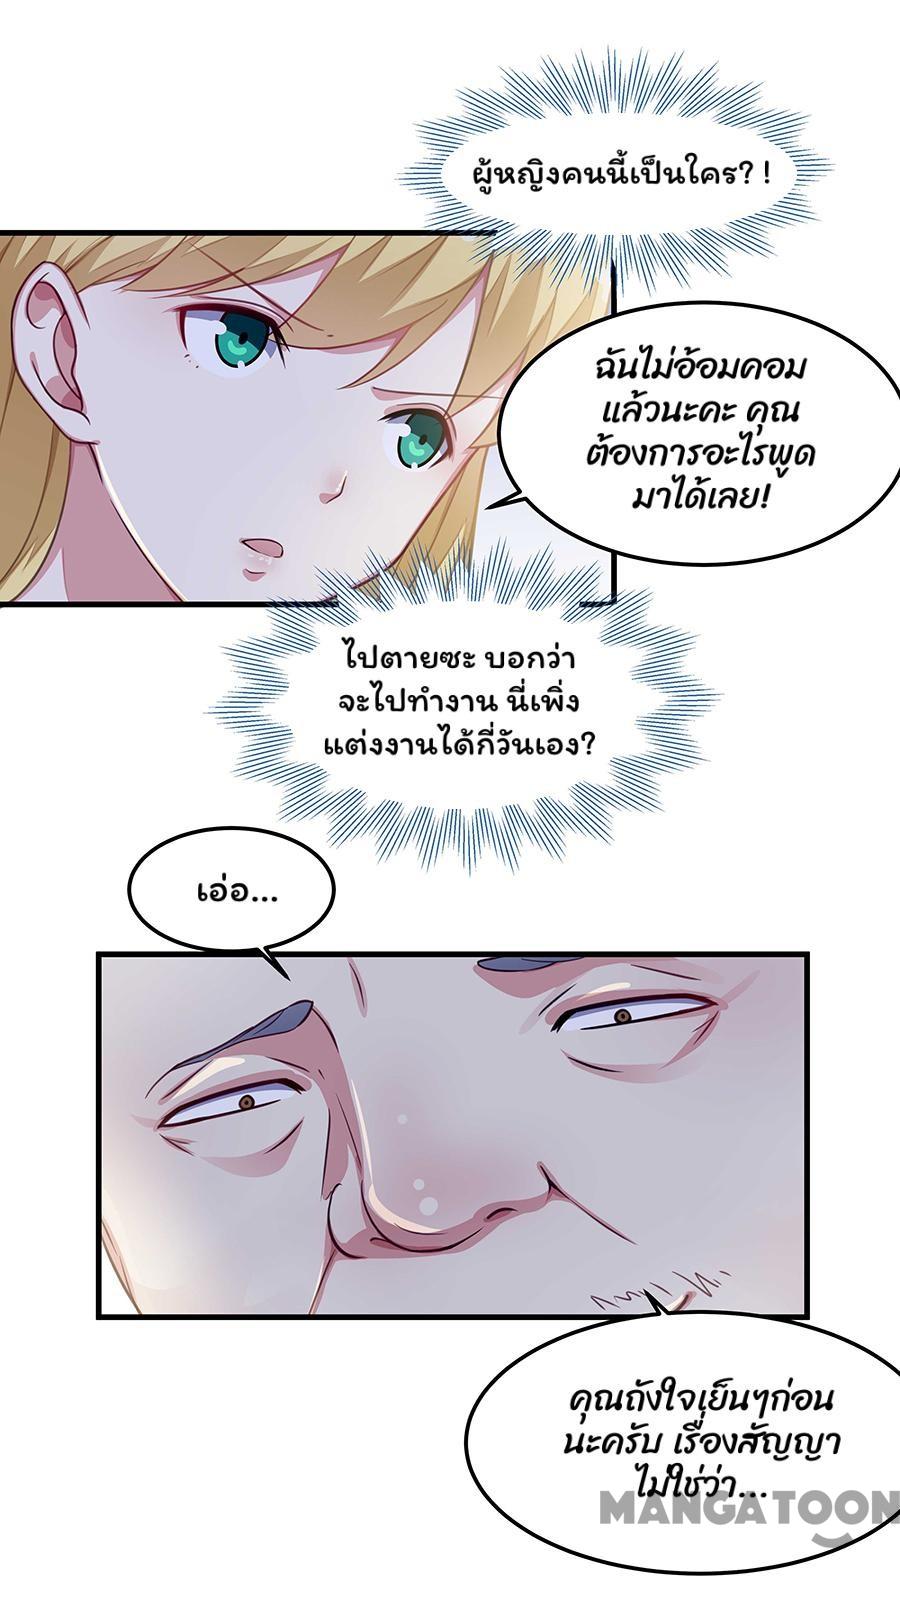 ผู้หญิงคนนี้เป็นใคร?!
ฉันไม่อ้อมคอม
แล้วนะคะ คุณ
ต้องการอะไรพูด
มาได้เลย!
ไปตายซะ บอกว่า
จะไปทำงาน นี่เพิ่ง
แต่งงานได้กี่วันเอง?
เอ่อ...
คุณถังใจเย็นๆก่อน
นะครับ เรื่องสัญญา
ไม่ใช่ว่า...
MANGATOON